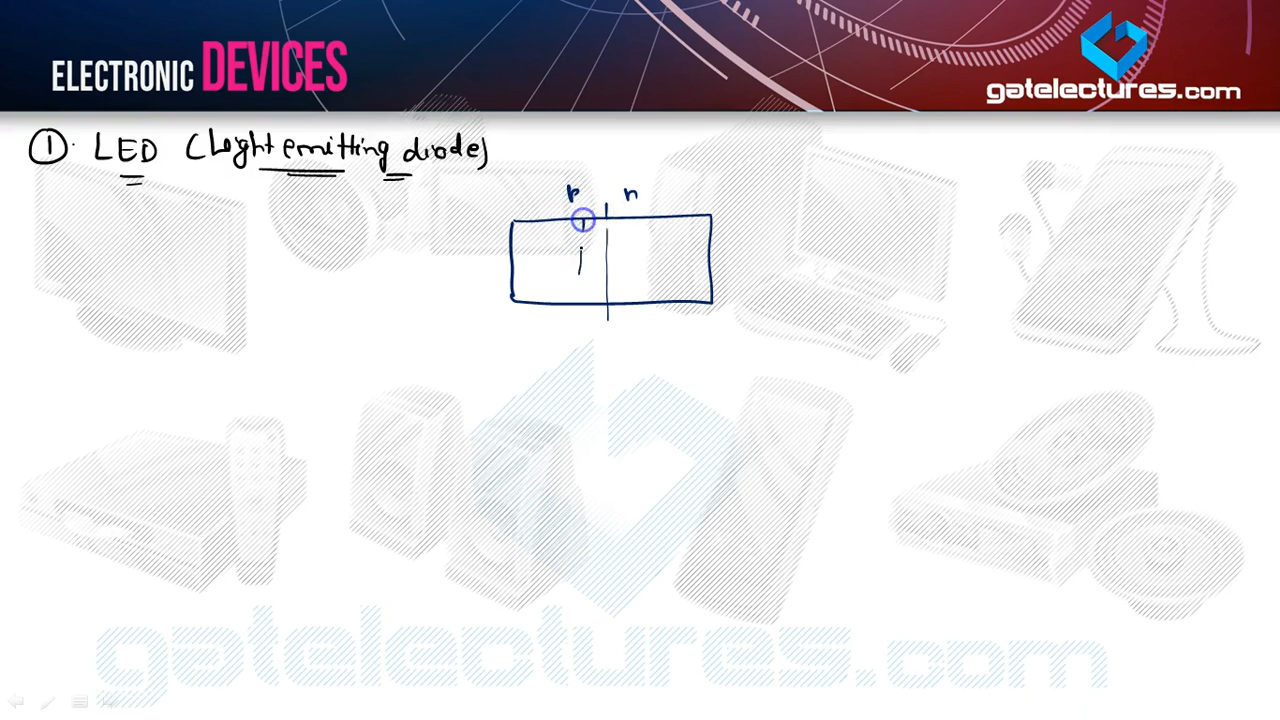 ELECTRONIC DEVICES
gatelectures.com
① LED (Light emitting diode)
p n
gatelectures.com